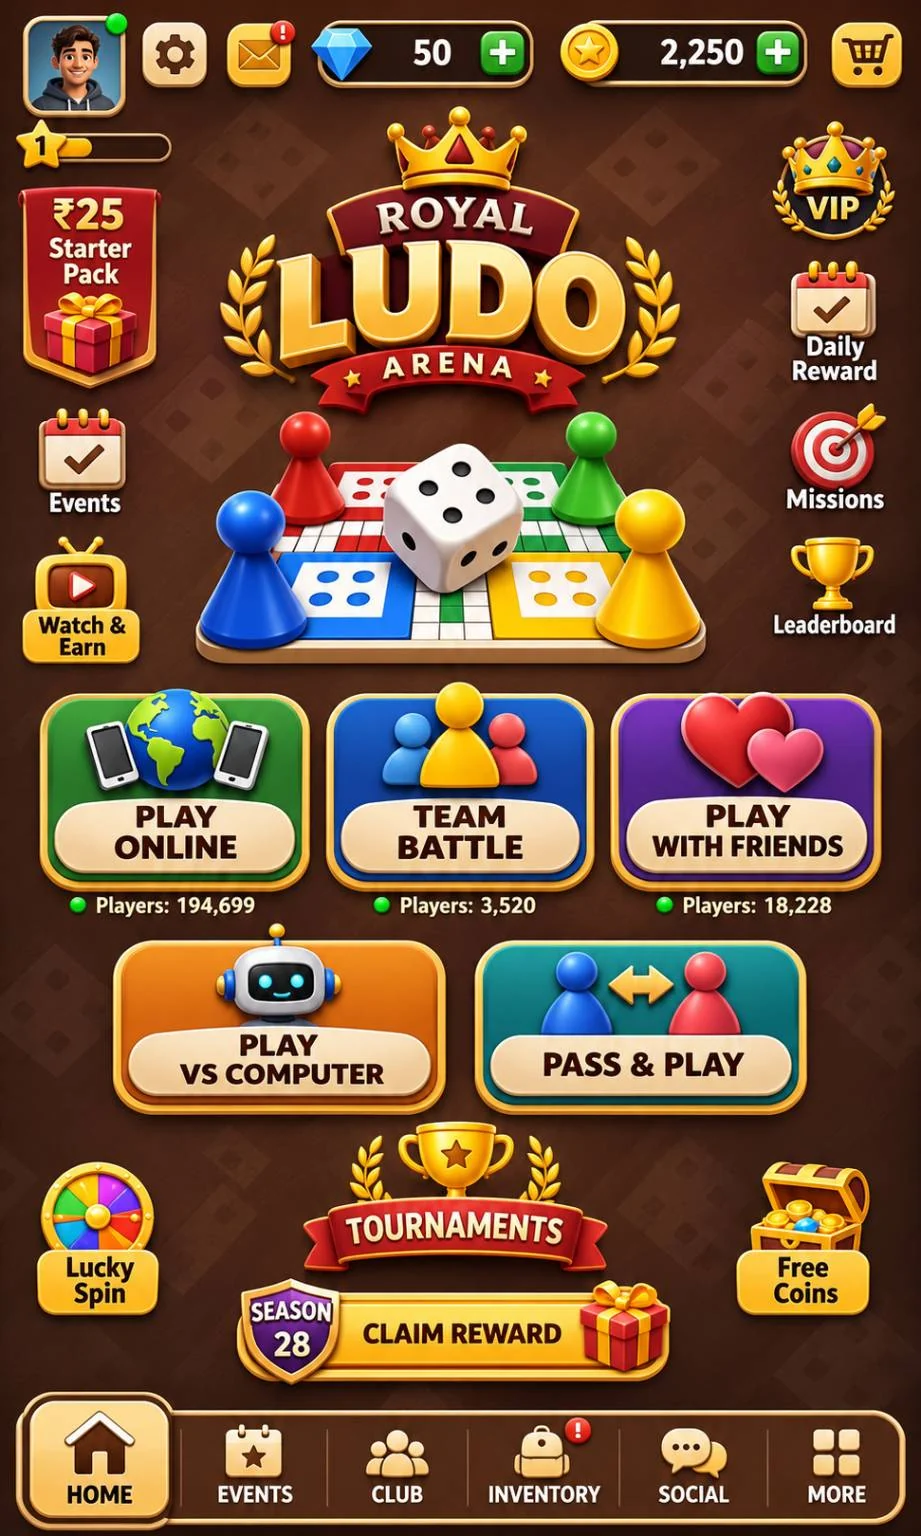 50
2,250
1
₹25
Starter
Pack
ROYAL
LUDO
ARENA
VIP
Daily
Reward
Events
Missions
Watch &
Earn
Leaderboard
PLAY
ONLINE
TEAM
BATTLE
PLAY
WITH FRIENDS
Players: 194,699
Players: 3,520
Players: 18,228
PLAY
VS COMPUTER
PASS & PLAY
TOURNAMENTS
Lucky
Spin
Free
Coins
SEASON
28
CLAIM REWARD
HOME
EVENTS
CLUB
INVENTORY
SOCIAL
MORE